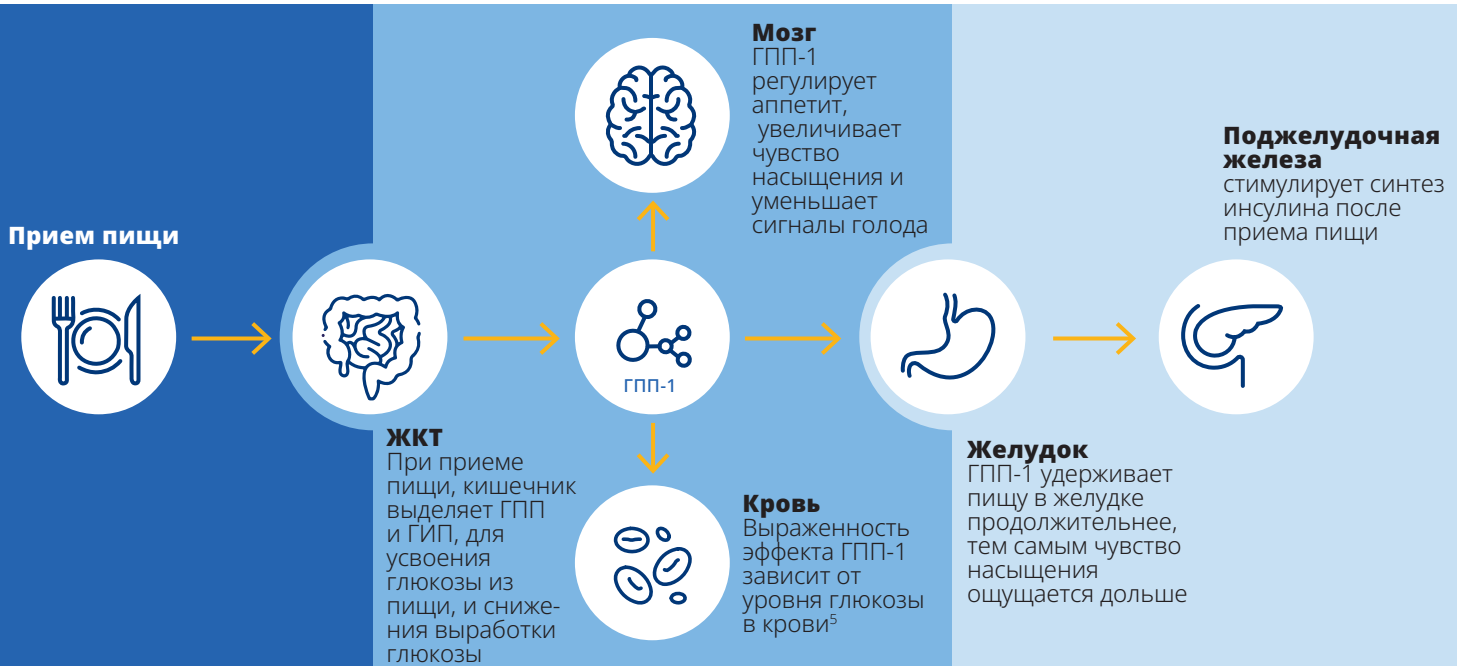 Прием пищи
ЖКТ
При приеме
пищи, кишечник
выделяет ГПП
и ГИП, для
усвоения
глюкозы из
пищи, и сниже-
ния выработки
глюкозы
Мозг
ГПП-1
регулирует
аппетит,
увеличивает
чувство
насыщения и
уменьшает
сигналы голода
ГПП-1
Кровь
Выраженность
эффекта ГПП-1
зависит от
уровня глюкозы
в крови⁵
Желудок
ГПП-1 удерживает
пищу в желудке
продолжительнее,
тем самым чувство
насыщения
ощущается дольше
Поджелудочная
железа
стимулирует синтез
инсулина после
приема пищи